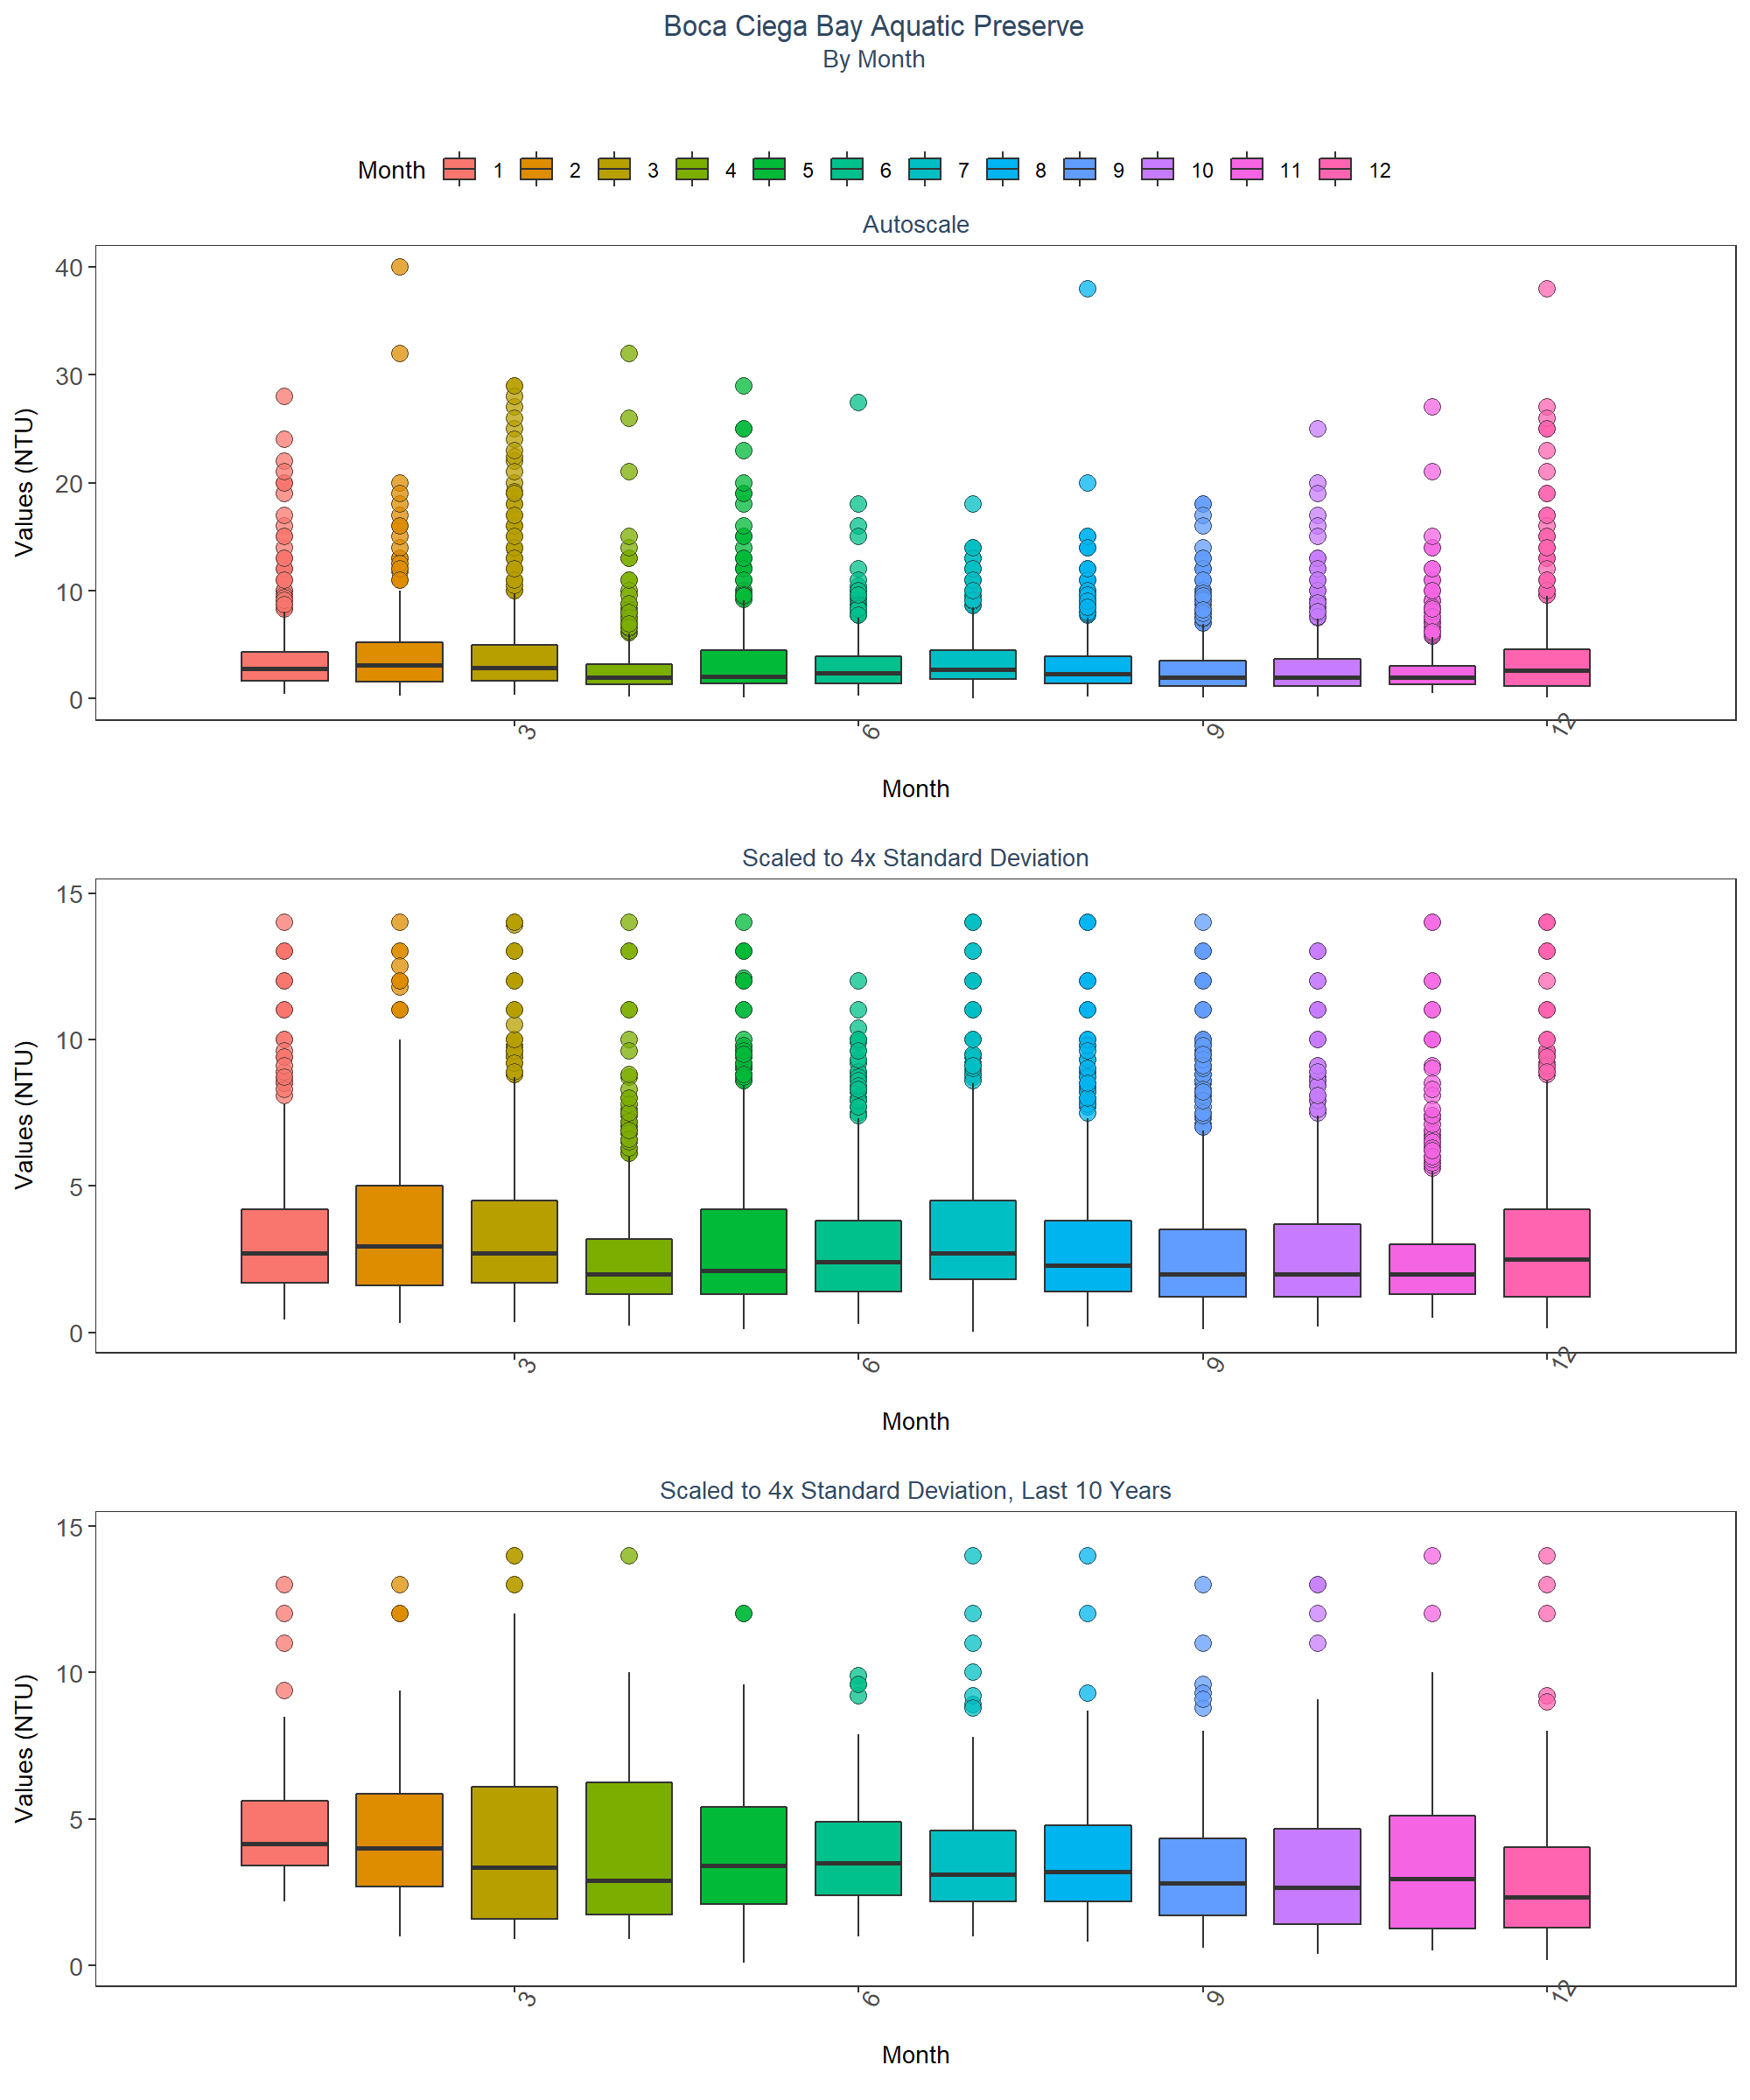 Boca Ciega Bay Aquatic Preserve
By Month
Month 1 2 3 4 5 6 7 8 9 10 11 12
Autoscale
Values (NTU)
40
30
20
10
0
3 6 9 12
Month
Scaled to 4x Standard Deviation
Values (NTU)
15
10
5
0
3 6 9 12
Month
Scaled to 4x Standard Deviation, Last 10 Years
Values (NTU)
15
10
5
0
3 6 9 12
Month